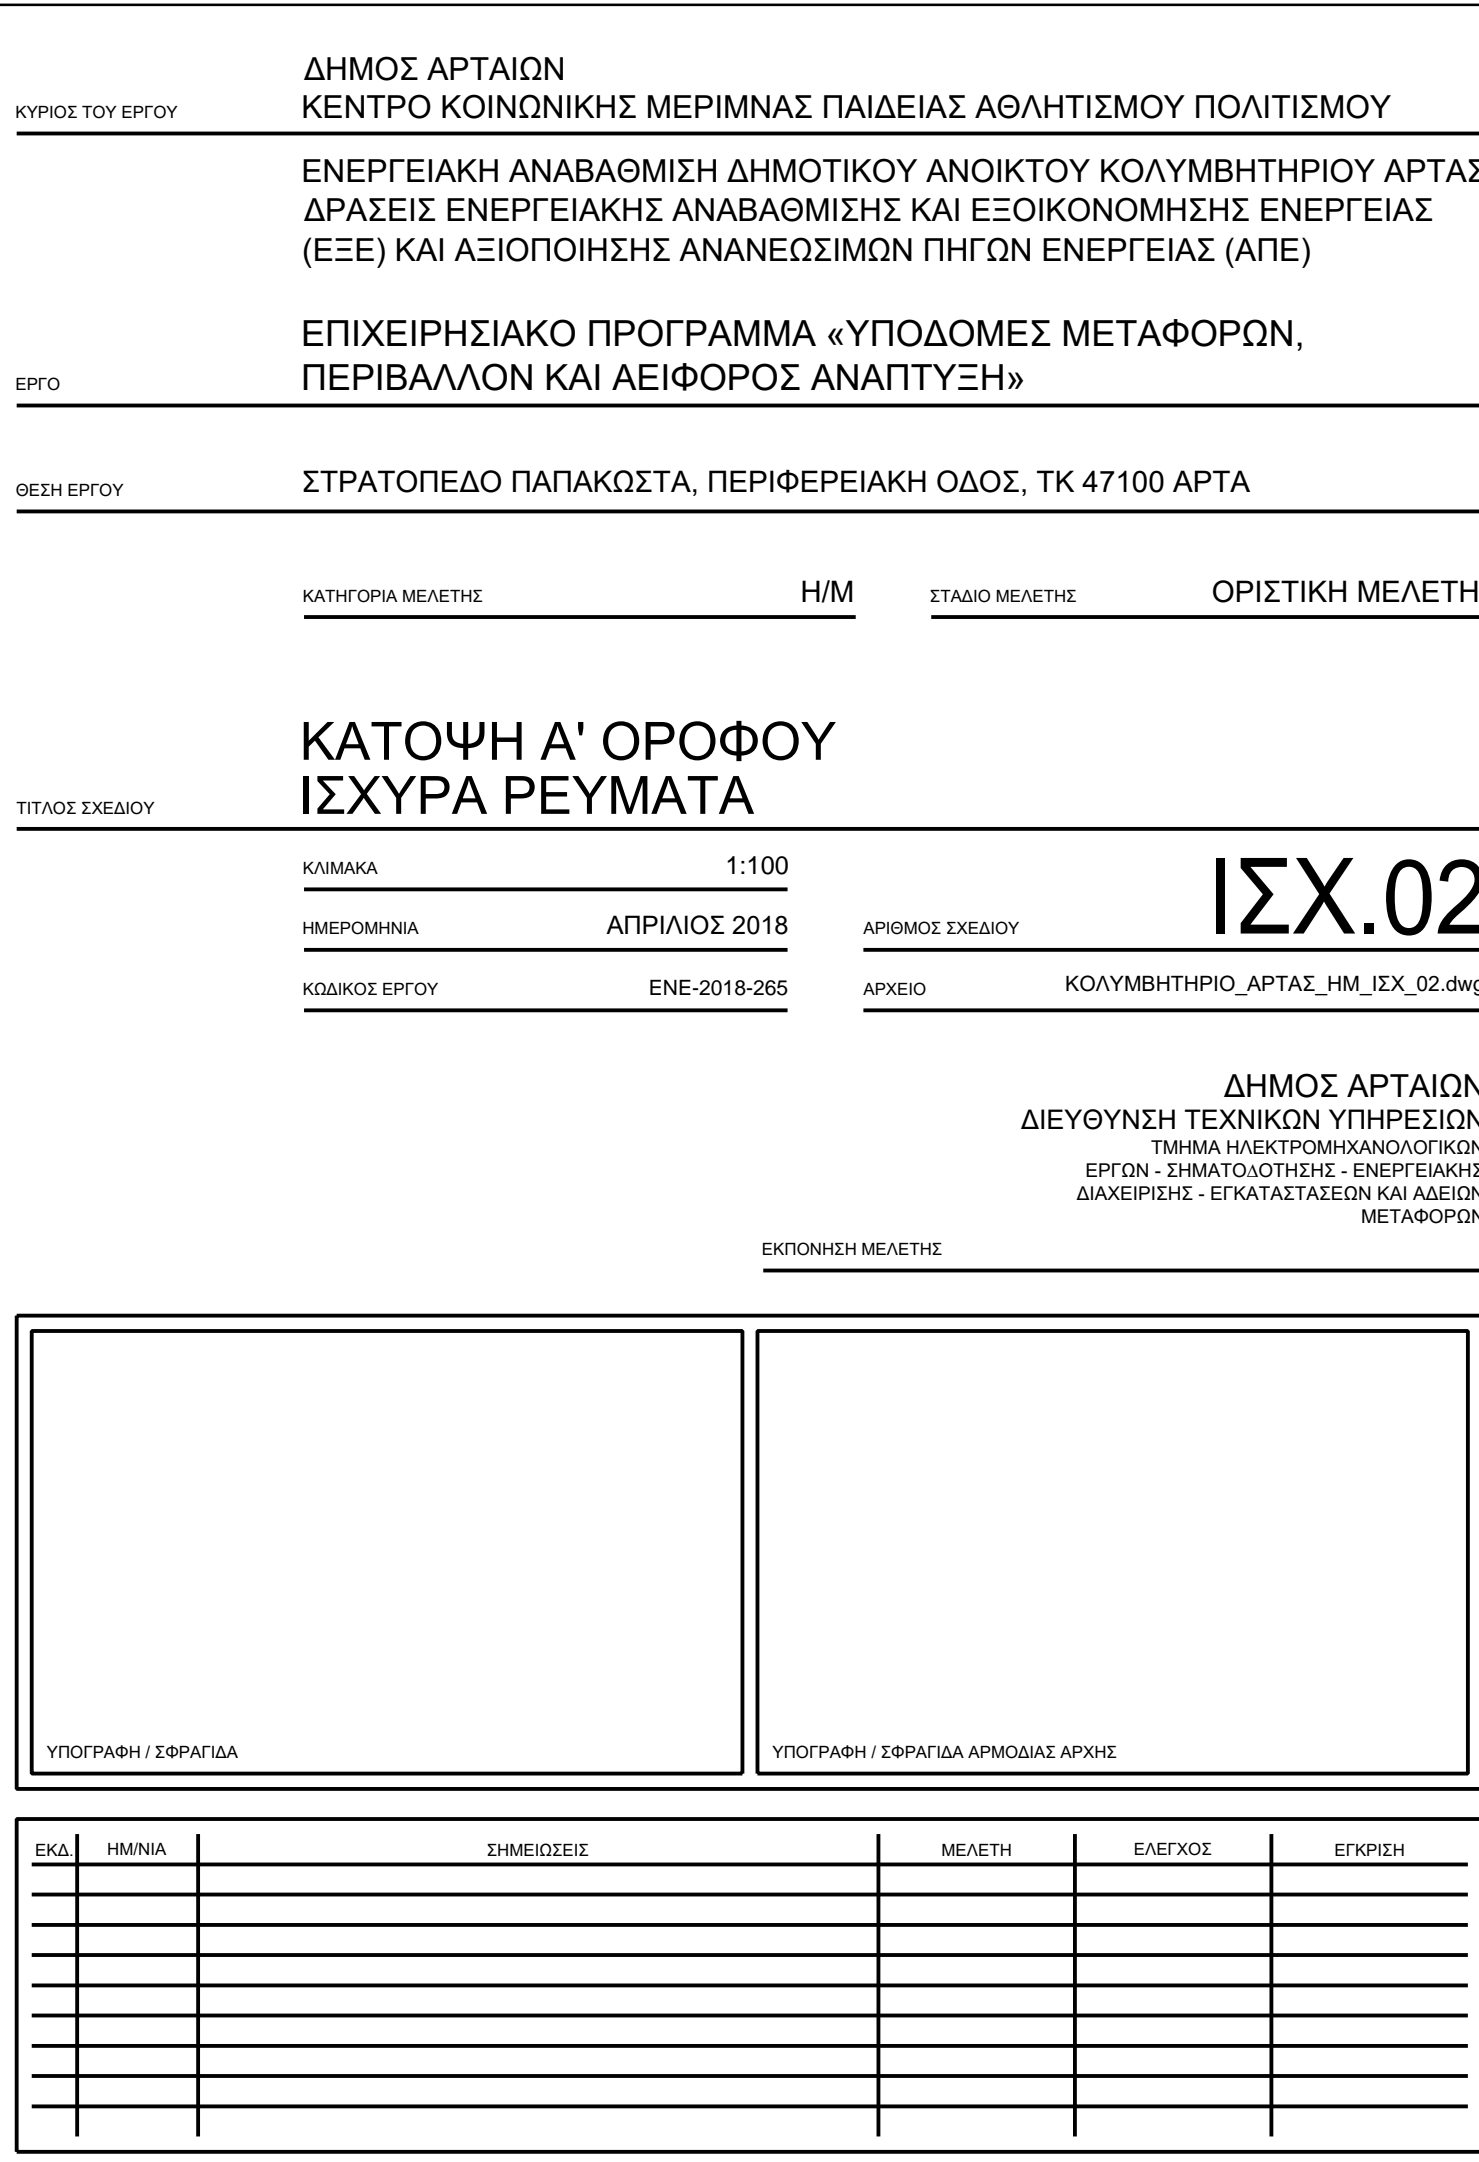 ΔΗΜΟΣ ΑΡΤΑΙΩΝ
ΚΥΡΙΟΣ ΤΟΥ ΕΡΓΟΥ ΚΕΝΤΡΟ ΚΟΙΝΩΝΙΚΗΣ ΜΕΡΙΜΝΑΣ ΠΑΙΔΕΙΑΣ ΑΘΛΗΤΙΣΜΟΥ ΠΟΛΙΤΙΣΜΟΥ
ΕΝΕΡΓΕΙΑΚΗ ΑΝΑΒΑΘΜΙΣΗ ΔΗΜΟΤΙΚΟΥ ΑΝΟΙΚΤΟΥ ΚΟΛΥΜΒΗΤΗΡΙΟΥ ΑΡΤΑΣ
ΔΡΑΣΕΙΣ ΕΝΕΡΓΕΙΑΚΗΣ ΑΝΑΒΑΘΜΙΣΗΣ ΚΑΙ ΕΞΟΙΚΟΝΟΜΗΣΗΣ ΕΝΕΡΓΕΙΑΣ
(ΕΞΕ) ΚΑΙ ΑΞΙΟΠΟΙΗΣΗΣ ΑΝΑΝΕΩΣΙΜΩΝ ΠΗΓΩΝ ΕΝΕΡΓΕΙΑΣ (ΑΠΕ)
ΕΠΙΧΕΙΡΗΣΙΑΚΟ ΠΡΟΓΡΑΜΜΑ «ΥΠΟΔΟΜΕΣ ΜΕΤΑΦΟΡΩΝ,
ΕΡΓΟ ΠΕΡΙΒΑΛΛΟΝ ΚΑΙ ΑΕΙΦΟΡΟΣ ΑΝΑΠΤΥΞΗ»
ΘΕΣΗ ΕΡΓΟΥ ΣΤΡΑΤΟΠΕΔΟ ΠΑΠΑΚΩΣΤΑ, ΠΕΡΙΦΕΡΕΙΑΚΗ ΟΔΟΣ, ΤΚ 47100 ΑΡΤΑ
ΚΑΤΗΓΟΡΙΑ ΜΕΛΕΤΗΣ Η/Μ ΣΤΑΔΙΟ ΜΕΛΕΤΗΣ ΟΡΙΣΤΙΚΗ ΜΕΛΕΤΗ
ΚΑΤΟΨΗ Α' ΟΡΟΦΟΥ
ΤΙΤΛΟΣ ΣΧΕΔΙΟΥ ΙΣΧΥΡΑ ΡΕΥΜΑΤΑ
ΚΛΙΜΑΚΑ 1:100
ΗΜΕΡΟΜΗΝΙΑ ΑΠΡΙΛΙΟΣ 2018 ΑΡΙΘΜΟΣ ΣΧΕΔΙΟΥ ΙΣΧ.02
ΚΩΔΙΚΟΣ ΕΡΓΟΥ ΕΝΕ-2018-265 ΑΡΧΕΙΟ ΚΟΛΥΜΒΗΤΗΡΙΟ_ΑΡΤΑΣ_ΗΜ_ΙΣΧ_02.dwg
ΔΗΜΟΣ ΑΡΤΑΙΩΝ
ΔΙΕΥΘΥΝΣΗ ΤΕΧΝΙΚΩΝ ΥΠΗΡΕΣΙΩΝ
ΤΜΗΜΑ ΗΛΕΚΤΡΟΜΗΧΑΝΟΛΟΓΙΚΩΝ
ΕΡΓΩΝ - ΣΗΜΑΤΟΔΟΤΗΣΗΣ - ΕΝΕΡΓΕΙΑΚΗΣ
ΔΙΑΧΕΙΡΙΣΗΣ - ΕΓΚΑΤΑΣΤΑΣΕΩΝ ΚΑΙ ΑΔΕΙΩΝ
ΜΕΤΑΦΟΡΩΝ
ΕΚΠΟΝΗΣΗ ΜΕΛΕΤΗΣ
ΥΠΟΓΡΑΦΗ / ΣΦΡΑΓΙΔΑ ΥΠΟΓΡΑΦΗ / ΣΦΡΑΓΙΔΑ ΑΡΜΟΔΙΑΣ ΑΡΧΗΣ
ΕΚΔ. ΗΜ/ΝΙΑ ΣΗΜΕΙΩΣΕΙΣ ΜΕΛΕΤΗ ΕΛΕΓΧΟΣ ΕΓΚΡΙΣΗ